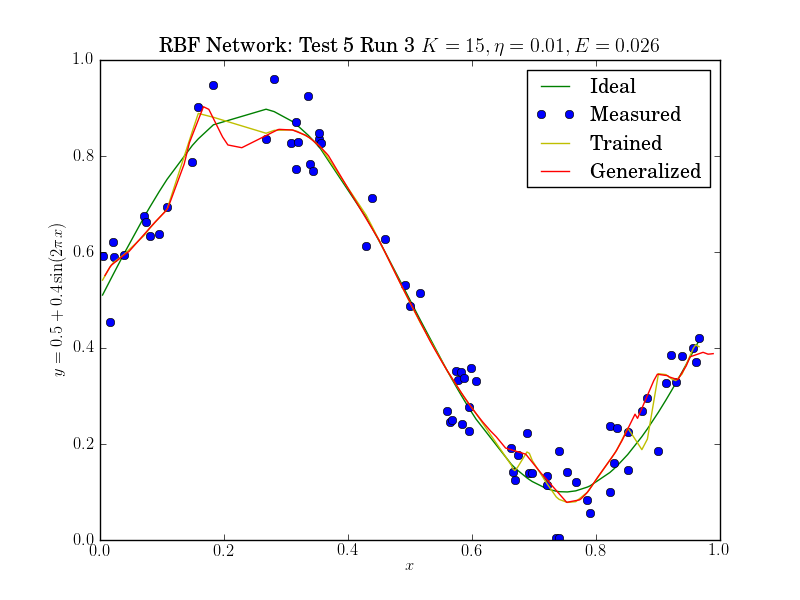 RBF Network: Test 5 Run 3 K = 15, η = 0.01, E = 0.026
Ideal
Measured
Trained
Generalized
y = 0.5 + 0.4 sin(2πx)
1.0
0.8
0.6
0.4
0.2
0.0
0.0 0.2 0.4 0.6 0.8 1.0
x